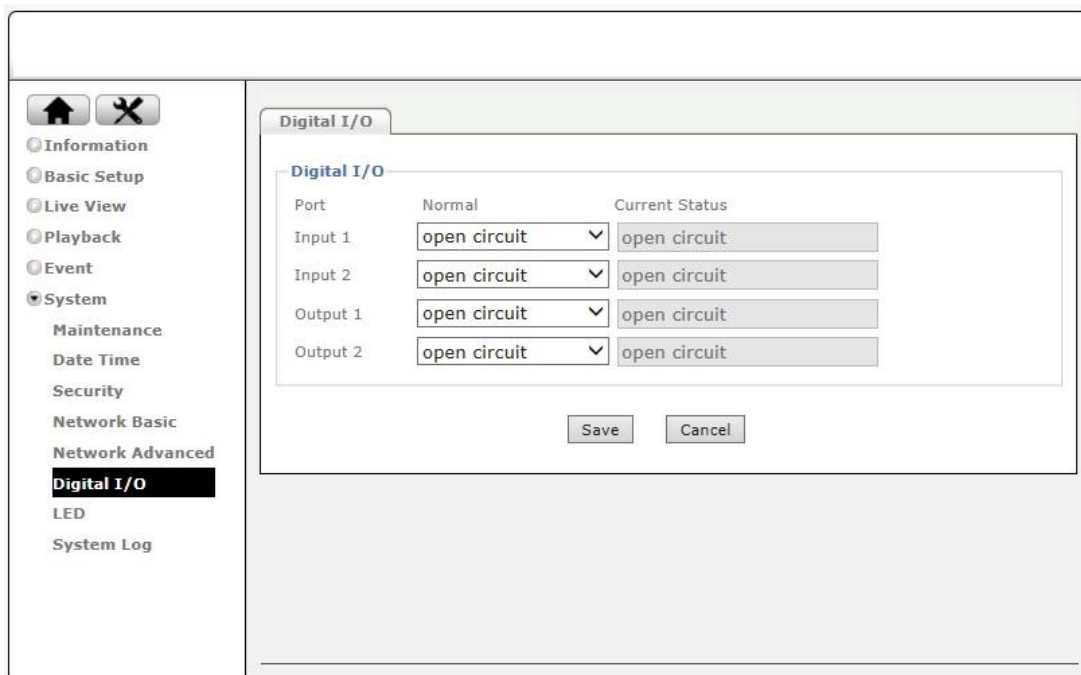 Information
Basic Setup
Live View
Playback
Event
System
Maintenance
Date Time
Security
Network Basic
Network Advanced
Digital I/O
LED
System Log
Digital I/O
Digital I/O
Port Normal Current Status
Input 1 open circuit open circuit
Input 2 open circuit open circuit
Output 1 open circuit open circuit
Output 2 open circuit open circuit
Save Cancel